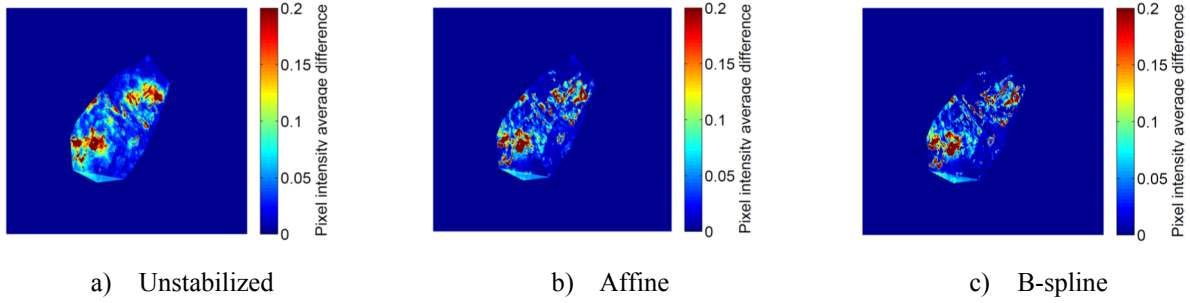 0.2
0.15
0.1
0.05
0
Pixel intensity average difference
0.2
0.15
0.1
0.05
0
Pixel intensity average difference
0.2
0.15
0.1
0.05
0
Pixel intensity average difference
a) Unstabilized
b) Affine
c) B-spline